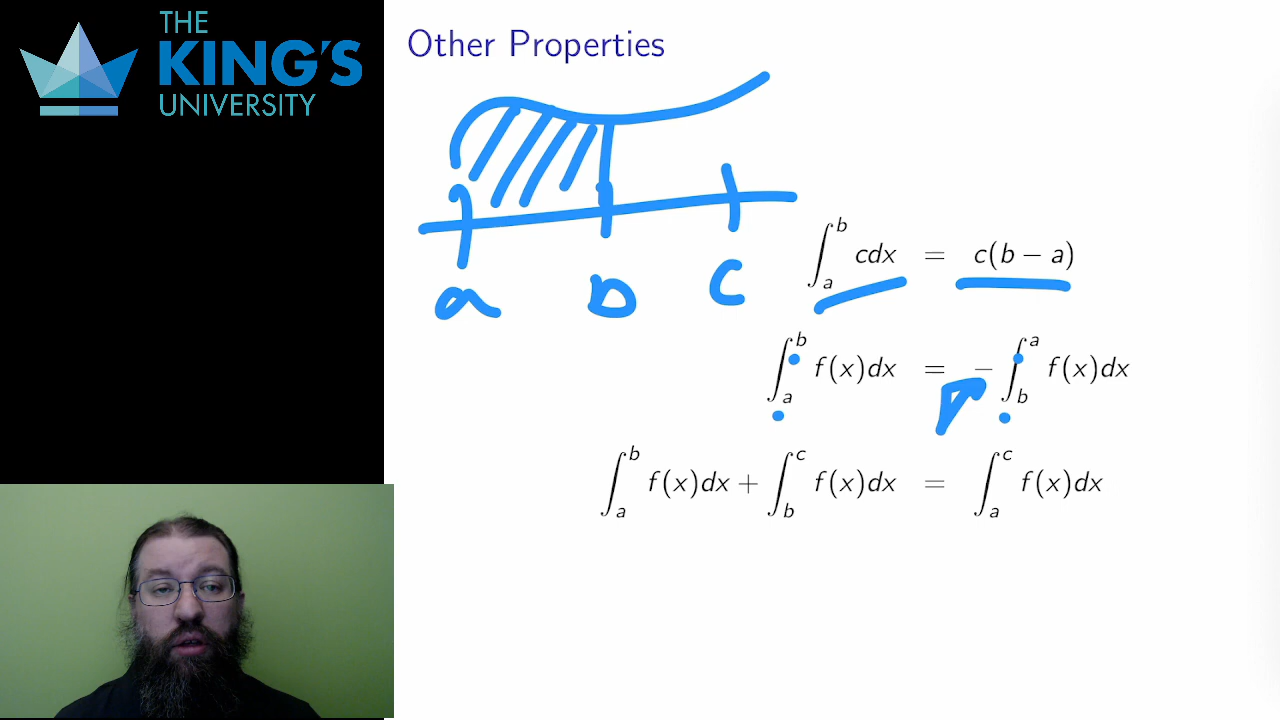 THE
KING'S
UNIVERSITY
Other Properties
a b c
∫_a^b cdx = c(b − a)
∫_a^b f(x)dx = − ∫_b^a f(x)dx
∫_a^b f(x)dx + ∫_b^c f(x)dx = ∫_a^c f(x)dx